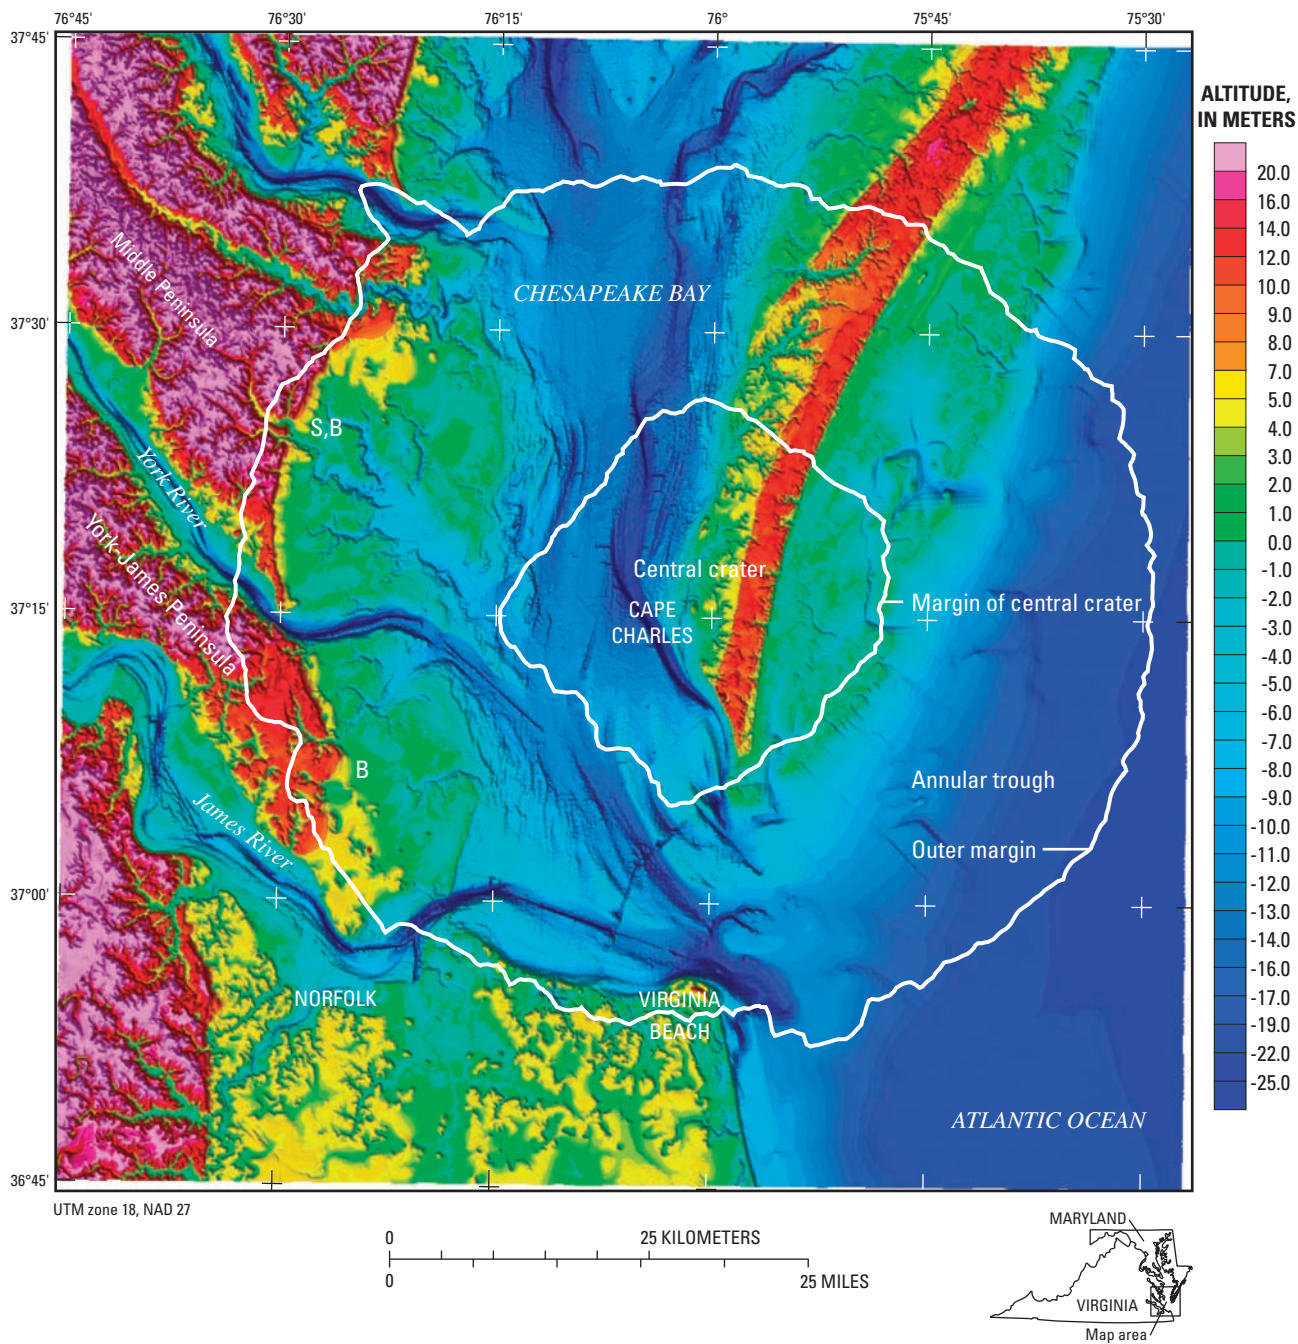 76°45'
76°30'
76°15'
76°
75°45'
75°30'
37°45'
37°30'
37°15'
37°00'
36°45'
ALTITUDE,
IN METERS
20.0
16.0
14.0
12.0
10.0
9.0
8.0
7.0
5.0
4.0
3.0
2.0
1.0
0.0
-1.0
-2.0
-3.0
-4.0
-5.0
-6.0
-7.0
-8.0
-9.0
-10.0
-11.0
-12.0
-13.0
-14.0
-16.0
-17.0
-19.0
-22.0
-25.0
Middle Peninsula
CHESAPEAKE BAY
S,B
York River
York-James Peninsula
Central crater
CAPE
CHARLES
Margin of central crater
B
James River
Annular trough
Outer margin
NORFOLK
VIRGINIA
BEACH
ATLANTIC OCEAN
UTM zone 18, NAD 27
0
25 KILOMETERS
0
25 MILES
MARYLAND
VIRGINIA
Map area